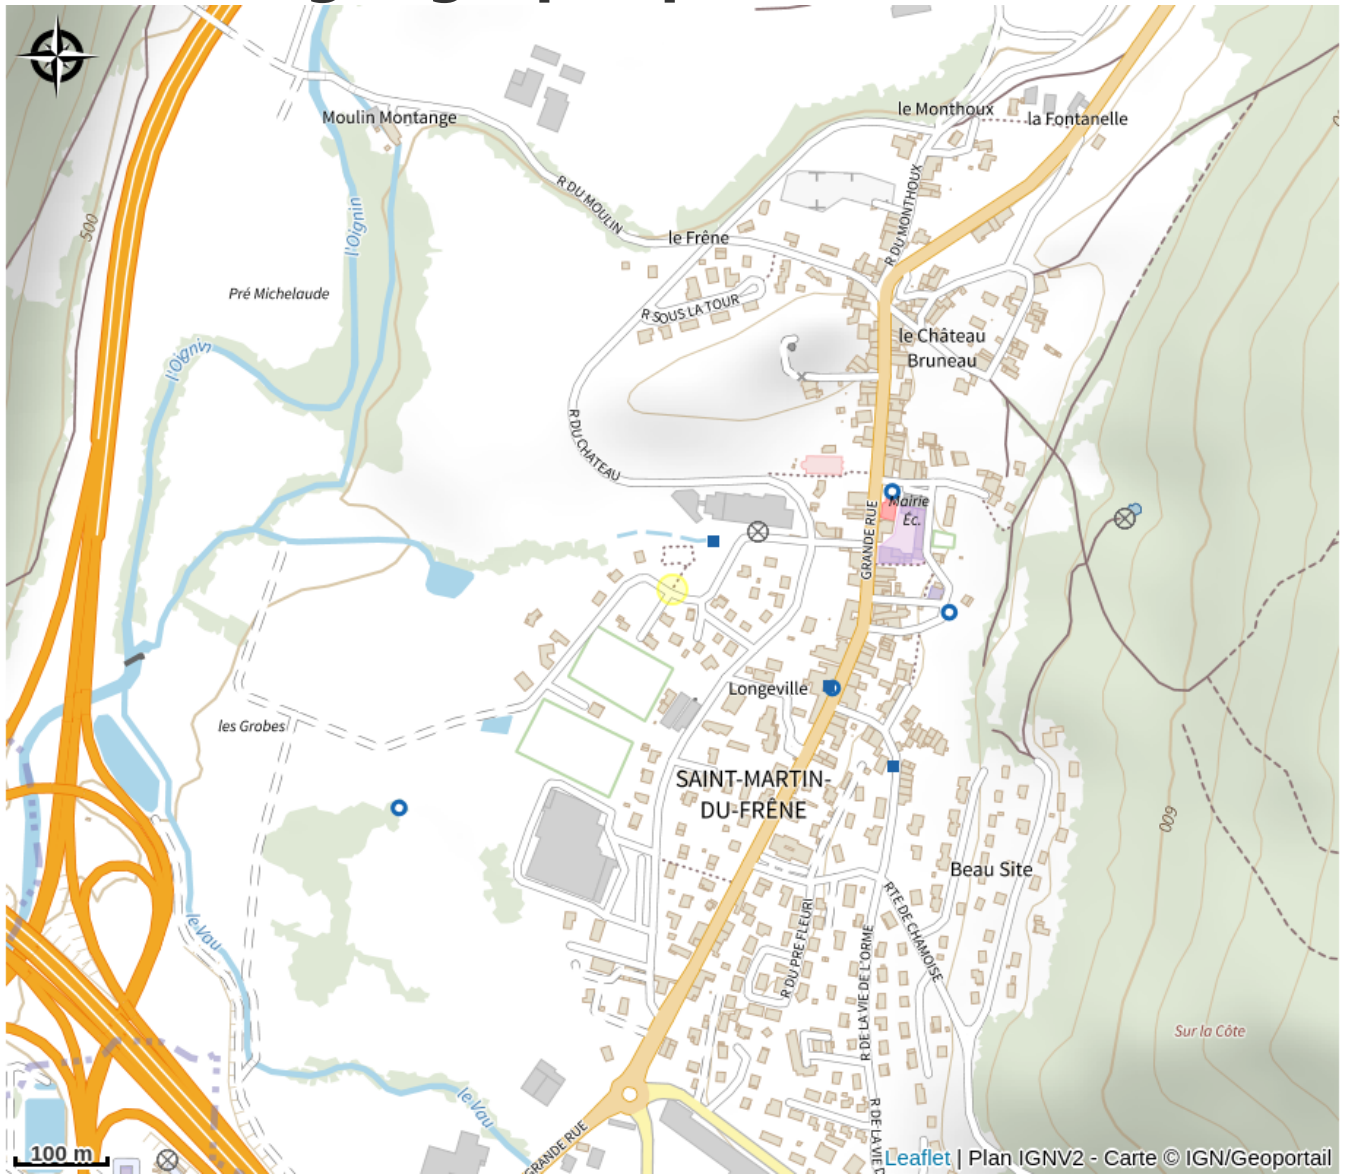 Moulin Montange
le Monthoux
la Fontanelle
R DU MOULIN
R DU MONTHOUX
500
l'Oignin
le Frêne
Pré Michelaude
R SOUS LA TOUR
l'Oignin
le Château
Bruneau
R DU CHATEAU
Mairie
Éc.
GRANDE RUE
Longeville
les Grobes
SAINT-MARTIN-
DU-FRÊNE
600
Beau Site
le Vau
R DU PRE FLEURI
R DE LA VIE DE L'ORME
RTE DE CHAMOISE
Sur la Côte
le Vau
GRANDE RUE
R DE LA VIE D
100 m
Leaflet | Plan IGNV2 - Carte © IGN/Geoportail